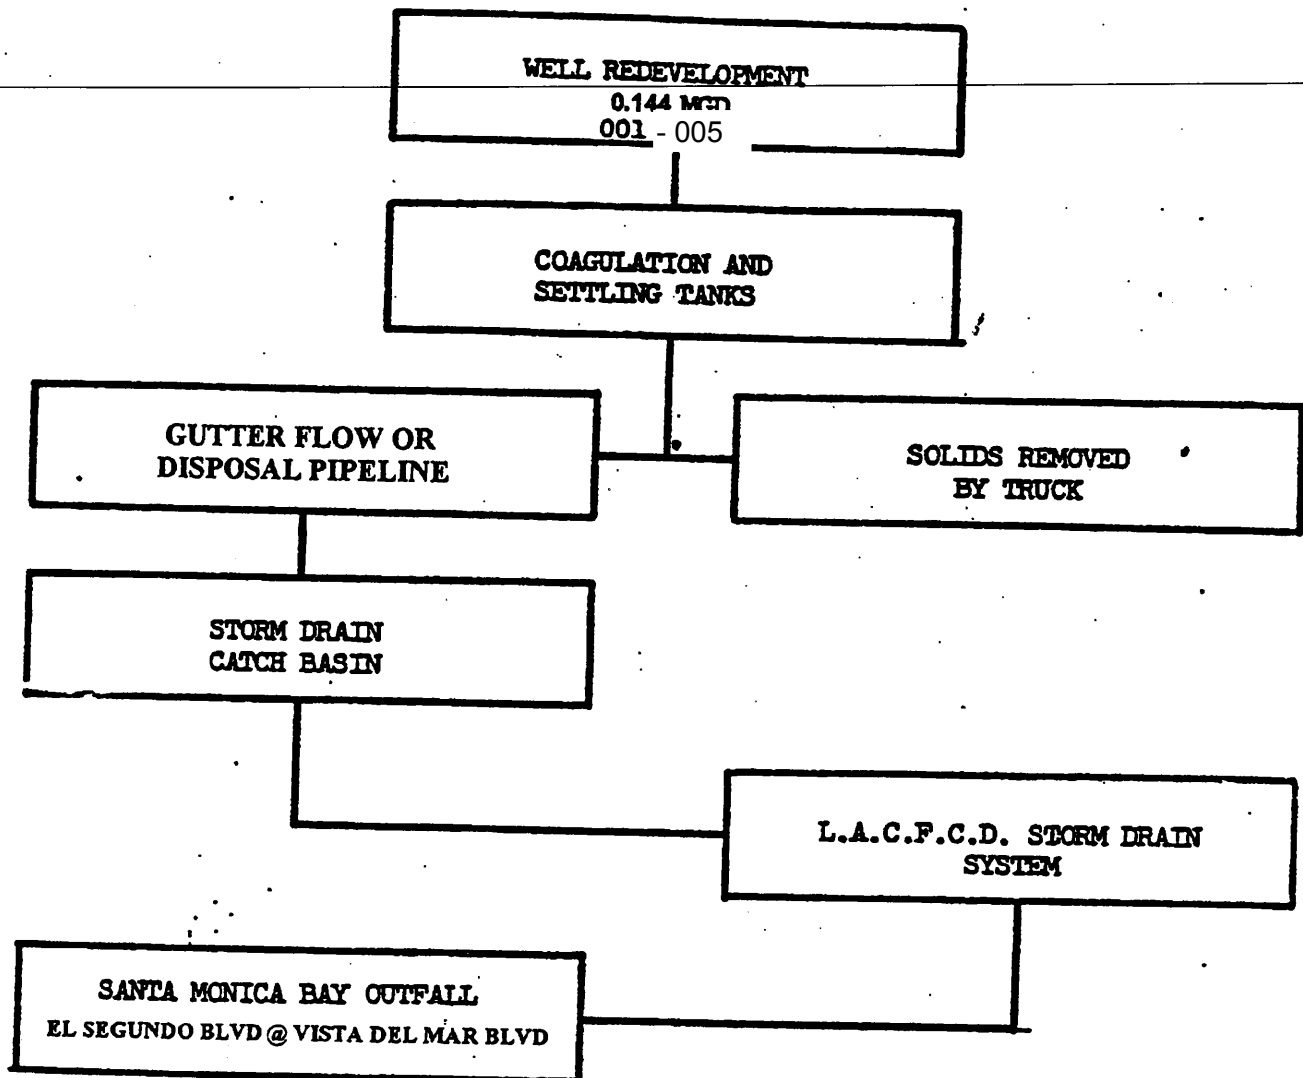 WELL REDEVELOPMENT
0.144 MGD
001 - 005
COAGULATION AND
SETTLING TANKS
GUTTER FLOW OR
DISPOSAL PIPELINE
SOLIDS REMOVED
BY TRUCK
STORM DRAIN
CATCH BASIN
L.A.C.F.C.D. STORM DRAIN
SYSTEM
SANTA MONICA BAY OUTFALL
EL SEGUNDO BLVD @ VISTA DEL MAR BLVD